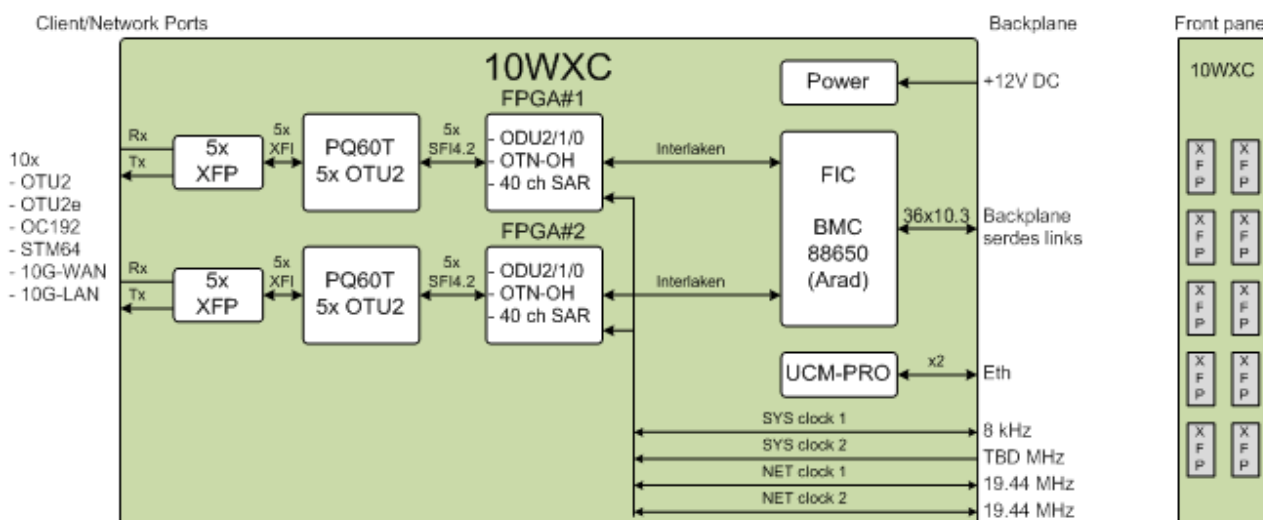 Client/Network Ports
Backplane
Front pane
10WXC
FPGA#1
Power
+12V DC
10WXC
10x
- OTU2
- OTU2e
- OC192
- STM64
- 10G-WAN
- 10G-LAN
Rx
Tx
5x
XFP
5x
XFI
PQ60T
5x OTU2
5x
SFI4.2
- ODU2/1/0
- OTN-OH
- 40 ch SAR
Interlaken
FIC
BMC
88650
(Arad)
36x10.3
Backplane
serdes links
FPGA#2
Rx
Tx
5x
XFP
5x
XFI
PQ60T
5x OTU2
5x
SFI4.2
- ODU2/1/0
- OTN-OH
- 40 ch SAR
Interlaken
UCM-PRO
x2
Eth
SYS clock 1
8 kHz
SYS clock 2
TBD MHz
NET clock 1
19.44 MHz
NET clock 2
19.44 MHz
XFP
XFP
XFP
XFP
XFP
XFP
XFP
XFP
XFP
XFP